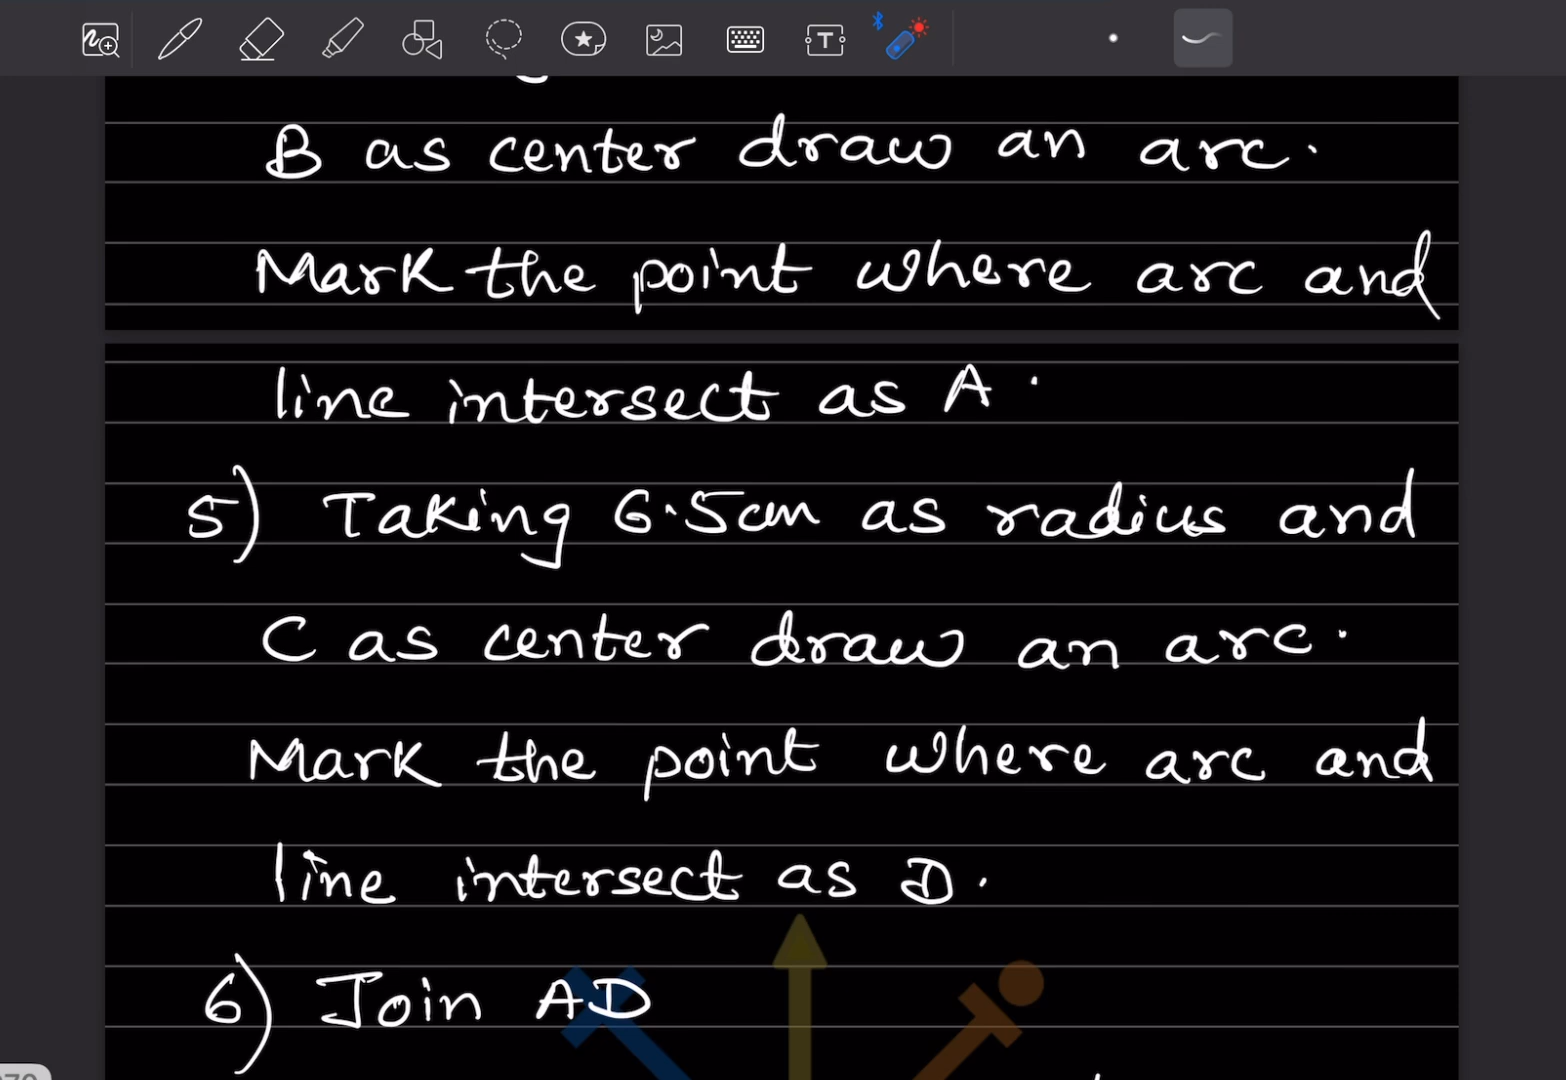 B as center draw an arc.
Mark the point where arc and
line intersect as A.
5) Taking 6.5cm as radius and
C as center draw an arc.
Mark the point where arc and
line intersect as D.
6) Join AD